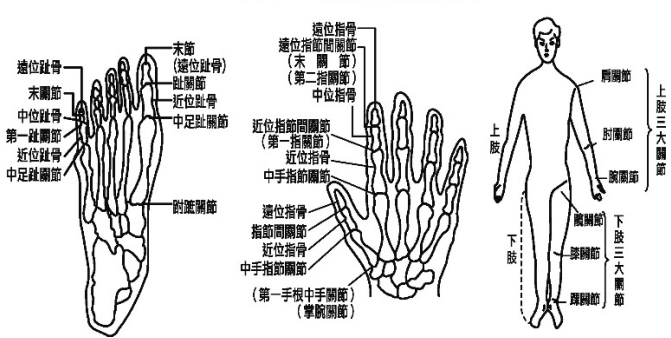 遠位趾骨
末關節
中位趾骨
第一趾關節
近位趾骨
中足趾關節
末節
(遠位趾骨)
趾關節
近位趾骨
中足趾關節
跗蹠關節
遠位指骨
遠位指節間關節
(末關節)
(第二指關節)
中位指骨
近位指節間關節
(第一指關節)
近位指骨
中手指節關節
遠位指骨
指節間關節
近位指骨
中手指節關節
(第一手根中手關節)
(掌腕關節)
上肢
下肢
肩關節
肘關節
腕關節
上肢三大關節
髖關節
膝關節
踝關節
下肢三大關節